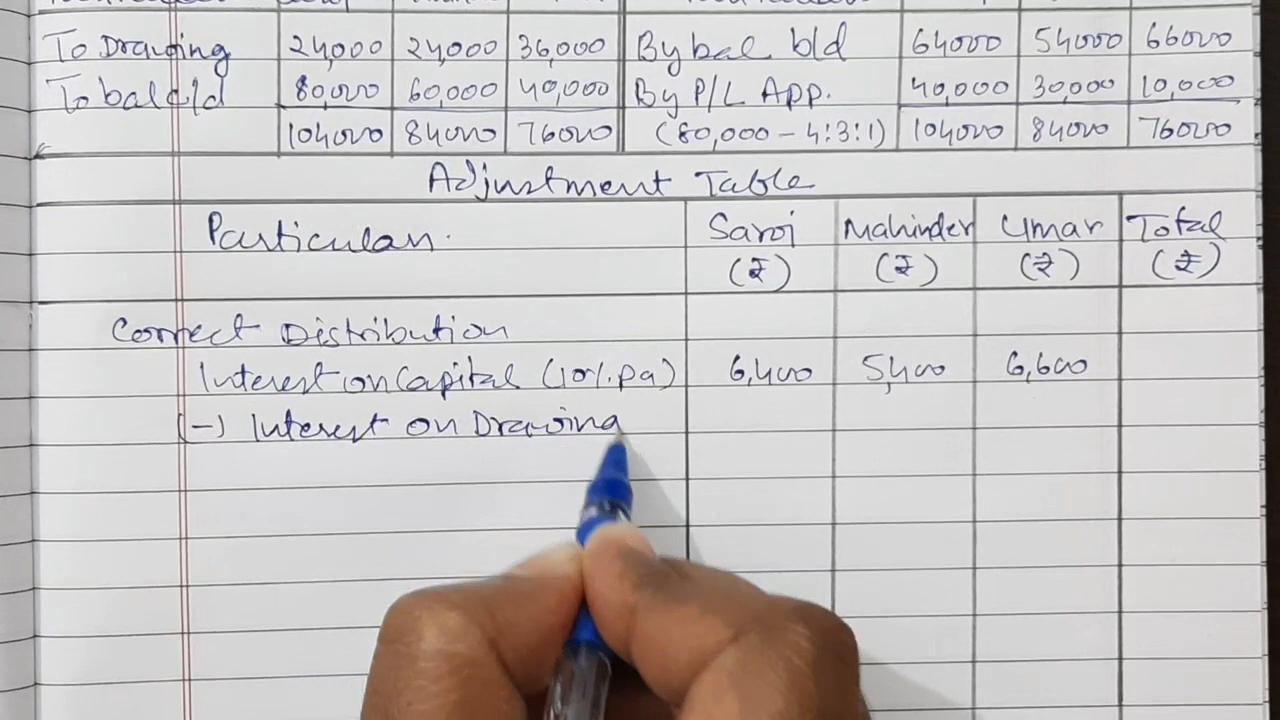 To Drawing 24,000 24,000 36,000 By bal b/d 64000 54000 66000
To bal c/d 80,000 60,000 40,000 By P/L App. 40,000 30,000 10,000
104000 84000 76000 (80,000 - 4:3:1) 104000 84000 76000
Adjustment Table
Particulars. Saroj Mahinder Umar Total
(₹) (₹) (₹) (₹)
Correct Distribution
Interest on Capital (10%.pa) 6,400 5,400 6,600
(-) Interest on Drawing